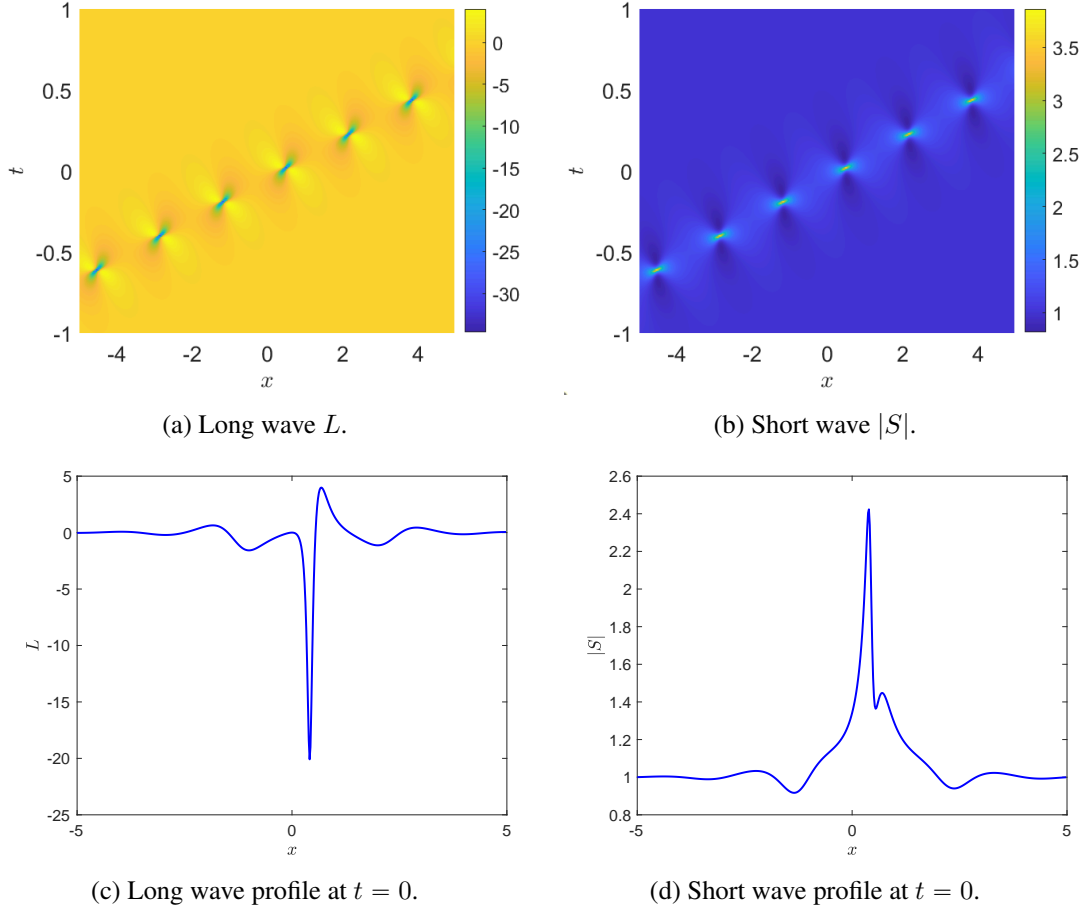 1
0.5
0
-0.5
-1
t
-4 -2 0 2 4
x
0
-5
-10
-15
-20
-25
-30
1
0.5
0
-0.5
-1
t
-4 -2 0 2 4
x
3.5
3
2.5
2
1.5
1
(a) Long wave L.
(b) Short wave |S|.
5
0
-5
-10
-15
-20
-25
L
-5 0 5
x
2.6
2.4
2.2
2
1.8
1.6
1.4
1.2
1
0.8
|S|
-5 0 5
x
(c) Long wave profile at t = 0.
(d) Short wave profile at t = 0.